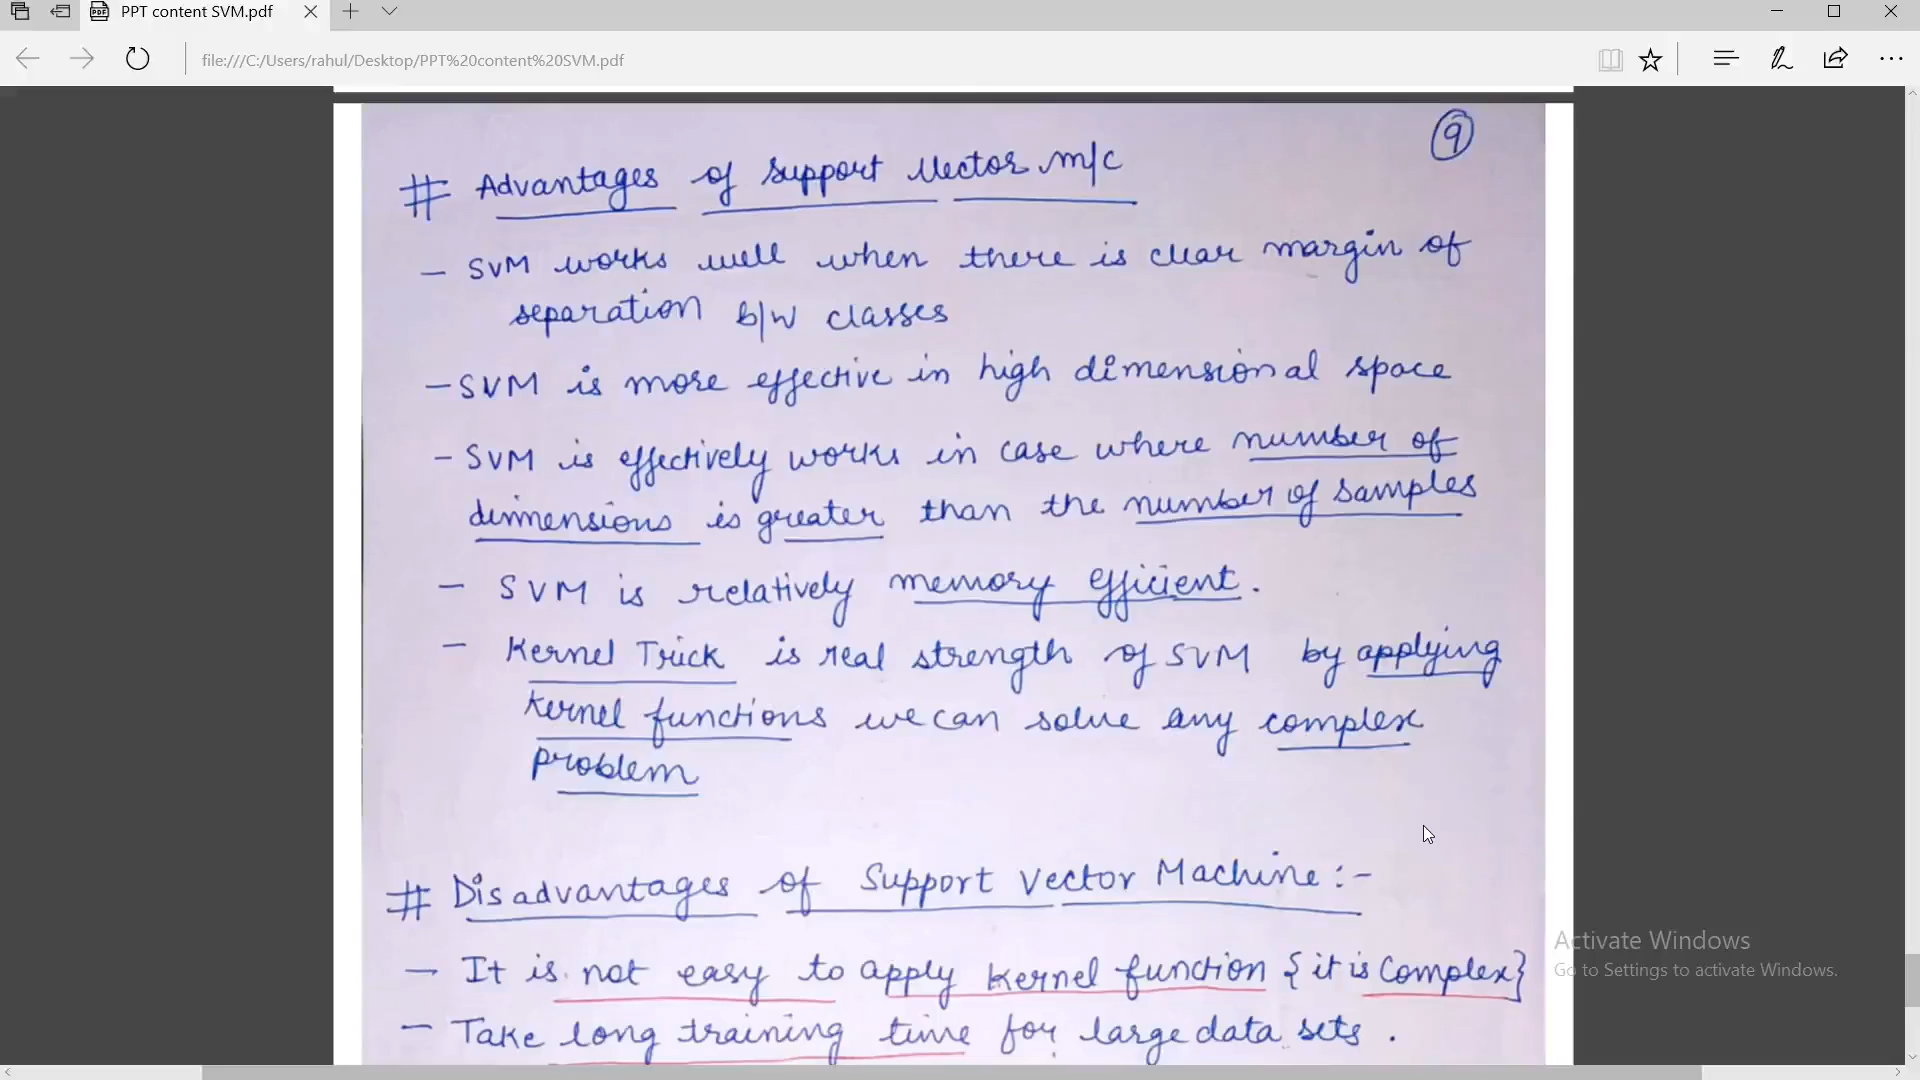 PPT content SVM.pdf
file:///C:/Users/rahul/Desktop/PPT%20content%20SVM.pdf
9
# Advantages of support Vector m/c
- SVM works well when there is clear margin of
separation b/w classes
- SVM is more effective in high dimensional space
- SVM is effectively works in case where number of
dimensions is greater than the number of samples
- SVM is relatively memory efficient.
- Kernel Trick is real strength of SVM by applying
kernel functions we can solve any complex
problem
# Disadvantages of Support Vector Machine:-
- It is not easy to apply kernel function {it is complex}
- Take long training time for large data sets.
Activate Windows
Go to Settings to activate Windows.